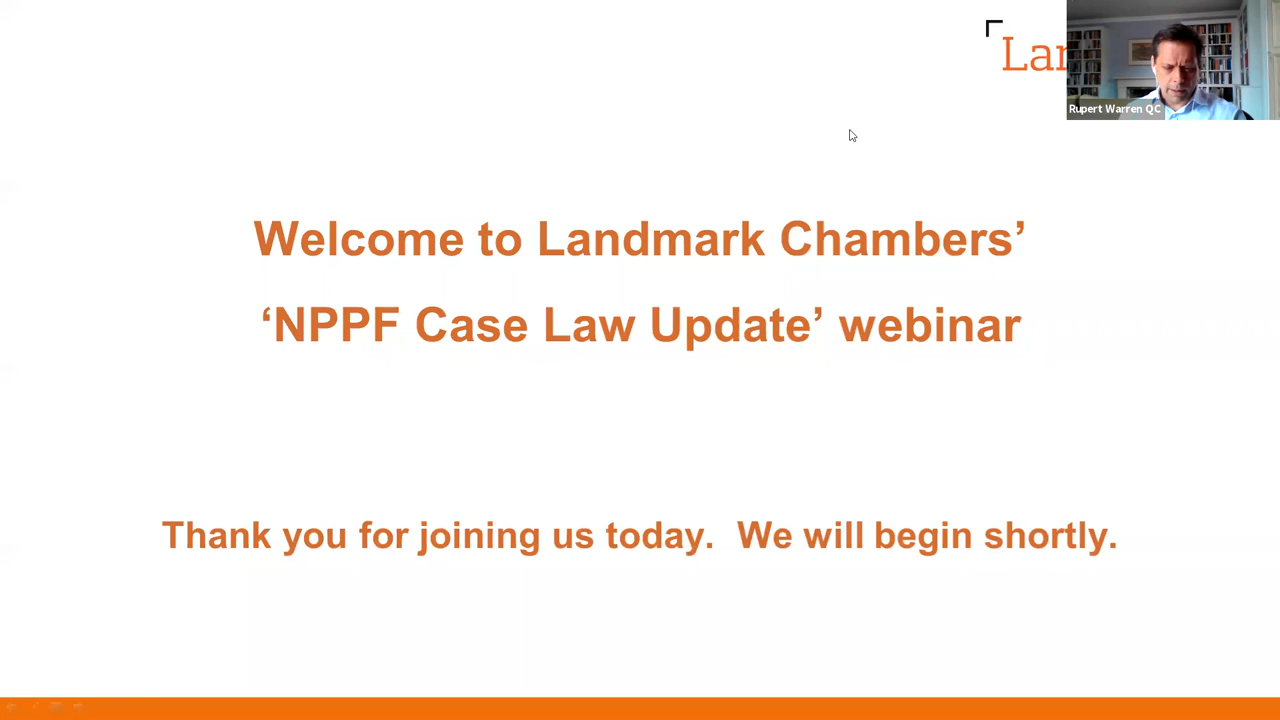 Lan
Rupert Warren QC
Welcome to Landmark Chambers’
‘NPPF Case Law Update’ webinar
Thank you for joining us today. We will begin shortly.